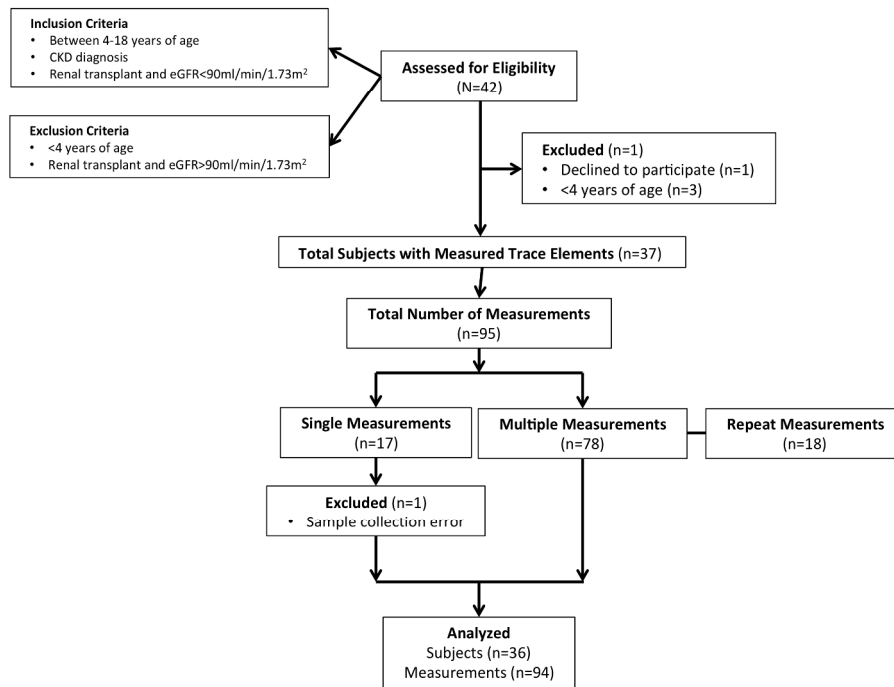 Inclusion Criteria
• Between 4-18 years of age
• CKD diagnosis
• Renal transplant and eGFR<90ml/min/1.73m²
Exclusion Criteria
• <4 years of age
• Renal transplant and eGFR>90ml/min/1.73m²
Assessed for Eligibility
(N=42)
Excluded (n=1)
• Declined to participate (n=1)
• <4 years of age (n=3)
Total Subjects with Measured Trace Elements (n=37)
Total Number of Measurements
(n=95)
Single Measurements
(n=17)
Multiple Measurements
(n=78)
Repeat Measurements
(n=18)
Excluded (n=1)
• Sample collection error
Analyzed
Subjects (n=36)
Measurements (n=94)